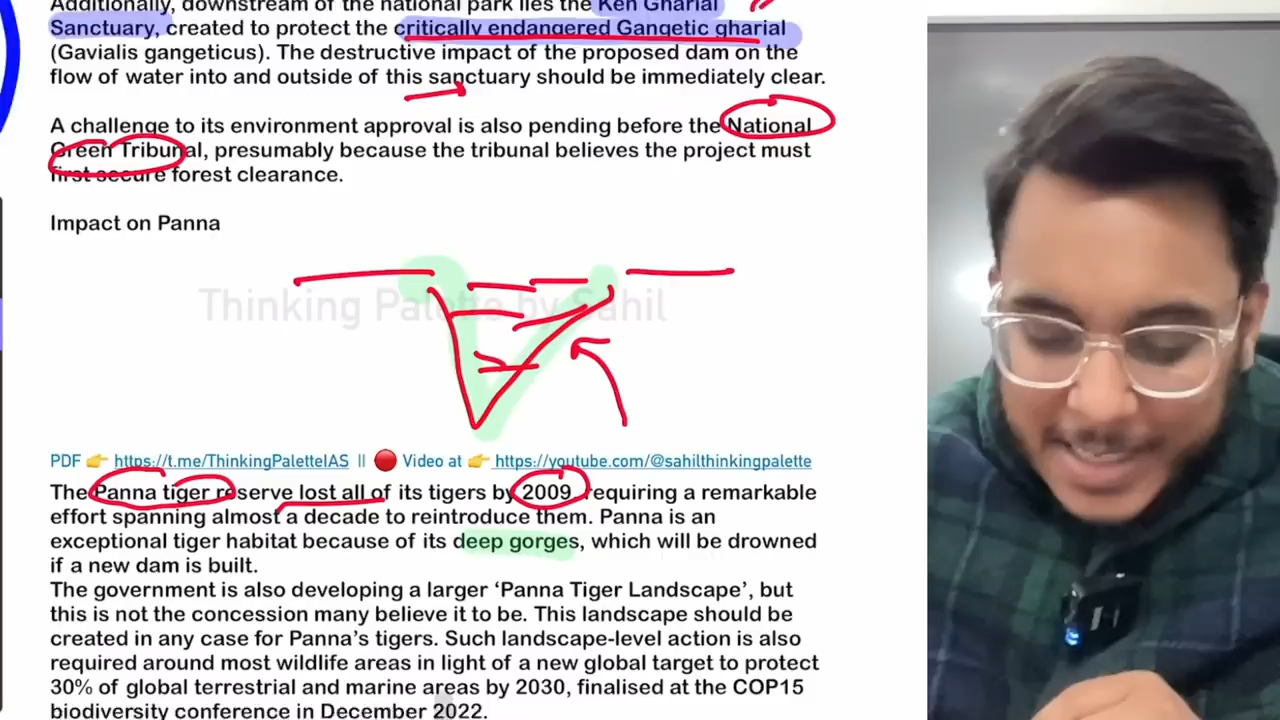 Additionally, downstream of the national park lies the Ken Gharial
Sanctuary, created to protect the critically endangered Gangetic gharial
(Gavialis gangeticus). The destructive impact of the proposed dam on the
flow of water into and outside of this sanctuary should be immediately clear.
A challenge to its environment approval is also pending before the National
Green Tribunal, presumably because the tribunal believes the project must
first secure forest clearance.
Impact on Panna
Thinking Palette by Sahil
PDF 👉 https://t.me/ThinkingPaletteIAS || 🔴 Video at 👉 https://youtube.com/@sahilthinkingpalette
The Panna tiger reserve lost all of its tigers by 2009, requiring a remarkable
effort spanning almost a decade to reintroduce them. Panna is an
exceptional tiger habitat because of its deep gorges, which will be drowned
if a new dam is built.
The government is also developing a larger ‘Panna Tiger Landscape’, but
this is not the concession many believe it to be. This landscape should be
created in any case for Panna’s tigers. Such landscape-level action is also
required around most wildlife areas in light of a new global target to protect
30% of global terrestrial and marine areas by 2030, finalised at the COP15
biodiversity conference in December 2022.